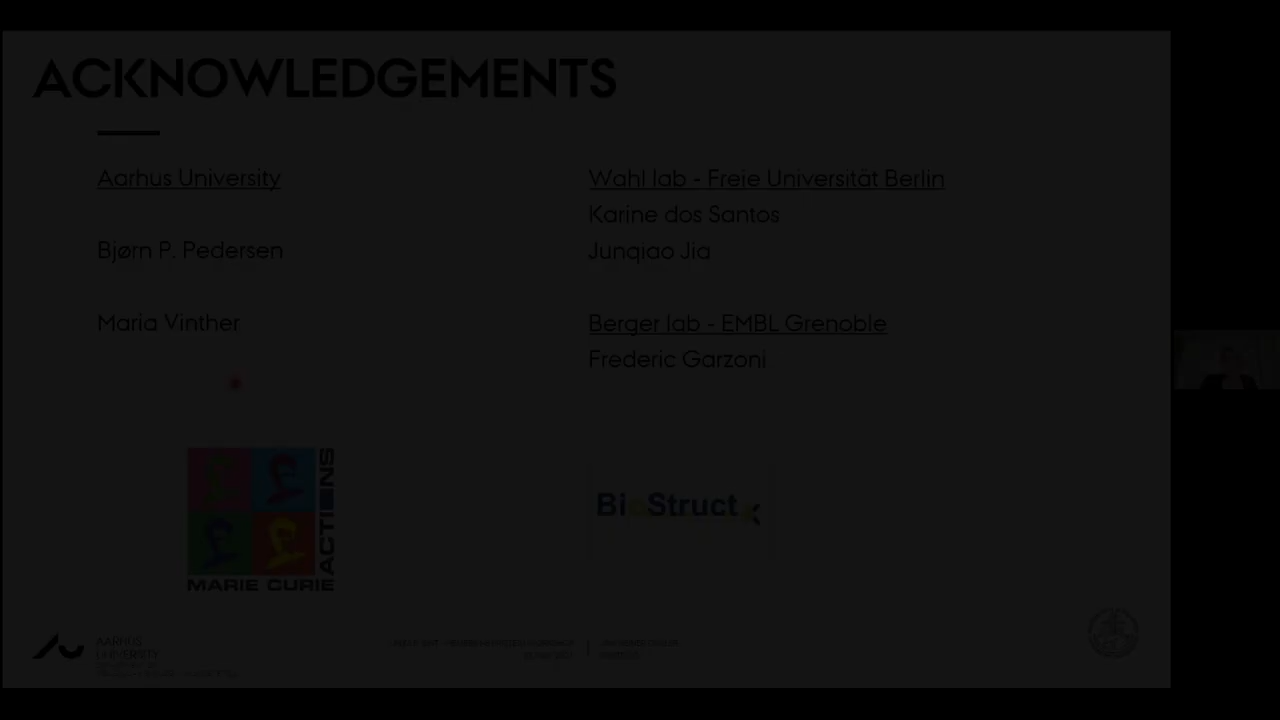 ACKNOWLEDGEMENTS
Aarhus University
Bjørn P. Pedersen
Maria Vinther
Wahl lab - Freie Universität Berlin
Karine dos Santos
Junqiao Jia
Berger lab - EMBL Grenoble
Frederic Garzoni
MARIE CURIE
ACTIONS
BioStruct x
AARHUS
UNIVERSITY